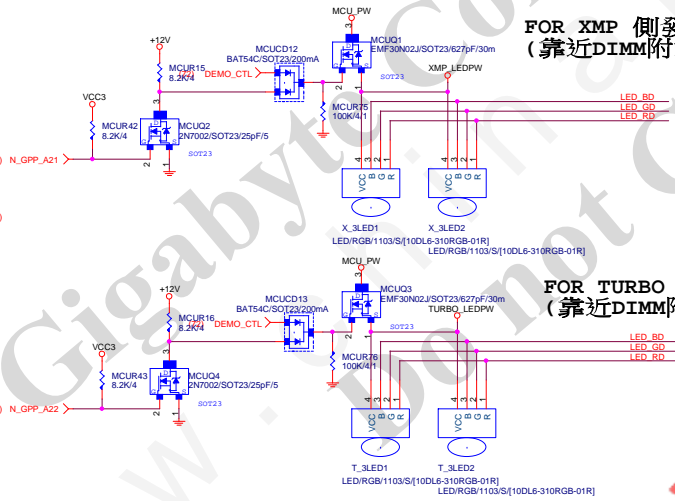 MCU_PW
FOR XMP 側發
(靠近DIMM附
+12V
MCUCD12
BAT54C/SOT23/200mA
MCUQ1
EMF30N02J/SOT23/627pF/30m
SOT23
MCUR15
8.2K/4
DEMO_CTL
XMP_LEDPW
VCC3
MCUR42
8.2K/4
MCUQ2
2N7002/SOT23/25pF/5
SOT23
MCUR75
100K/4/1
LED_BD
LED_GD
LED_RD
N_GPP_A21
VCC B G R
VCC B G R
X_3LED1
X_3LED2
LED/RGB/1103/S/[10DL6-310RGB-01R]
LED/RGB/1103/S/[10DL6-310RGB-01R]
MCU_PW
FOR TURBO
(靠近DIMM附
+12V
MCUCD13
BAT54C/SOT23/200mA
MCUQ3
EMF30N02J/SOT23/627pF/30m
TURBO_LEDPW
SOT23
MCUR16
8.2K/4
DEMO_CTL
VCC3
MCUR43
8.2K/4
MCUQ4
2N7002/SOT23/25pF/5
SOT23
MCUR76
100K/4/1
LED_BD
LED_GD
LED_RD
N_GPP_A22
VCC B G R
VCC B G R
T_3LED1
T_3LED2
LED/RGB/1103/S/[10DL6-310RGB-01R]
LED/RGB/1103/S/[10DL6-310RGB-01R]
Gigabyte Co
Do not C